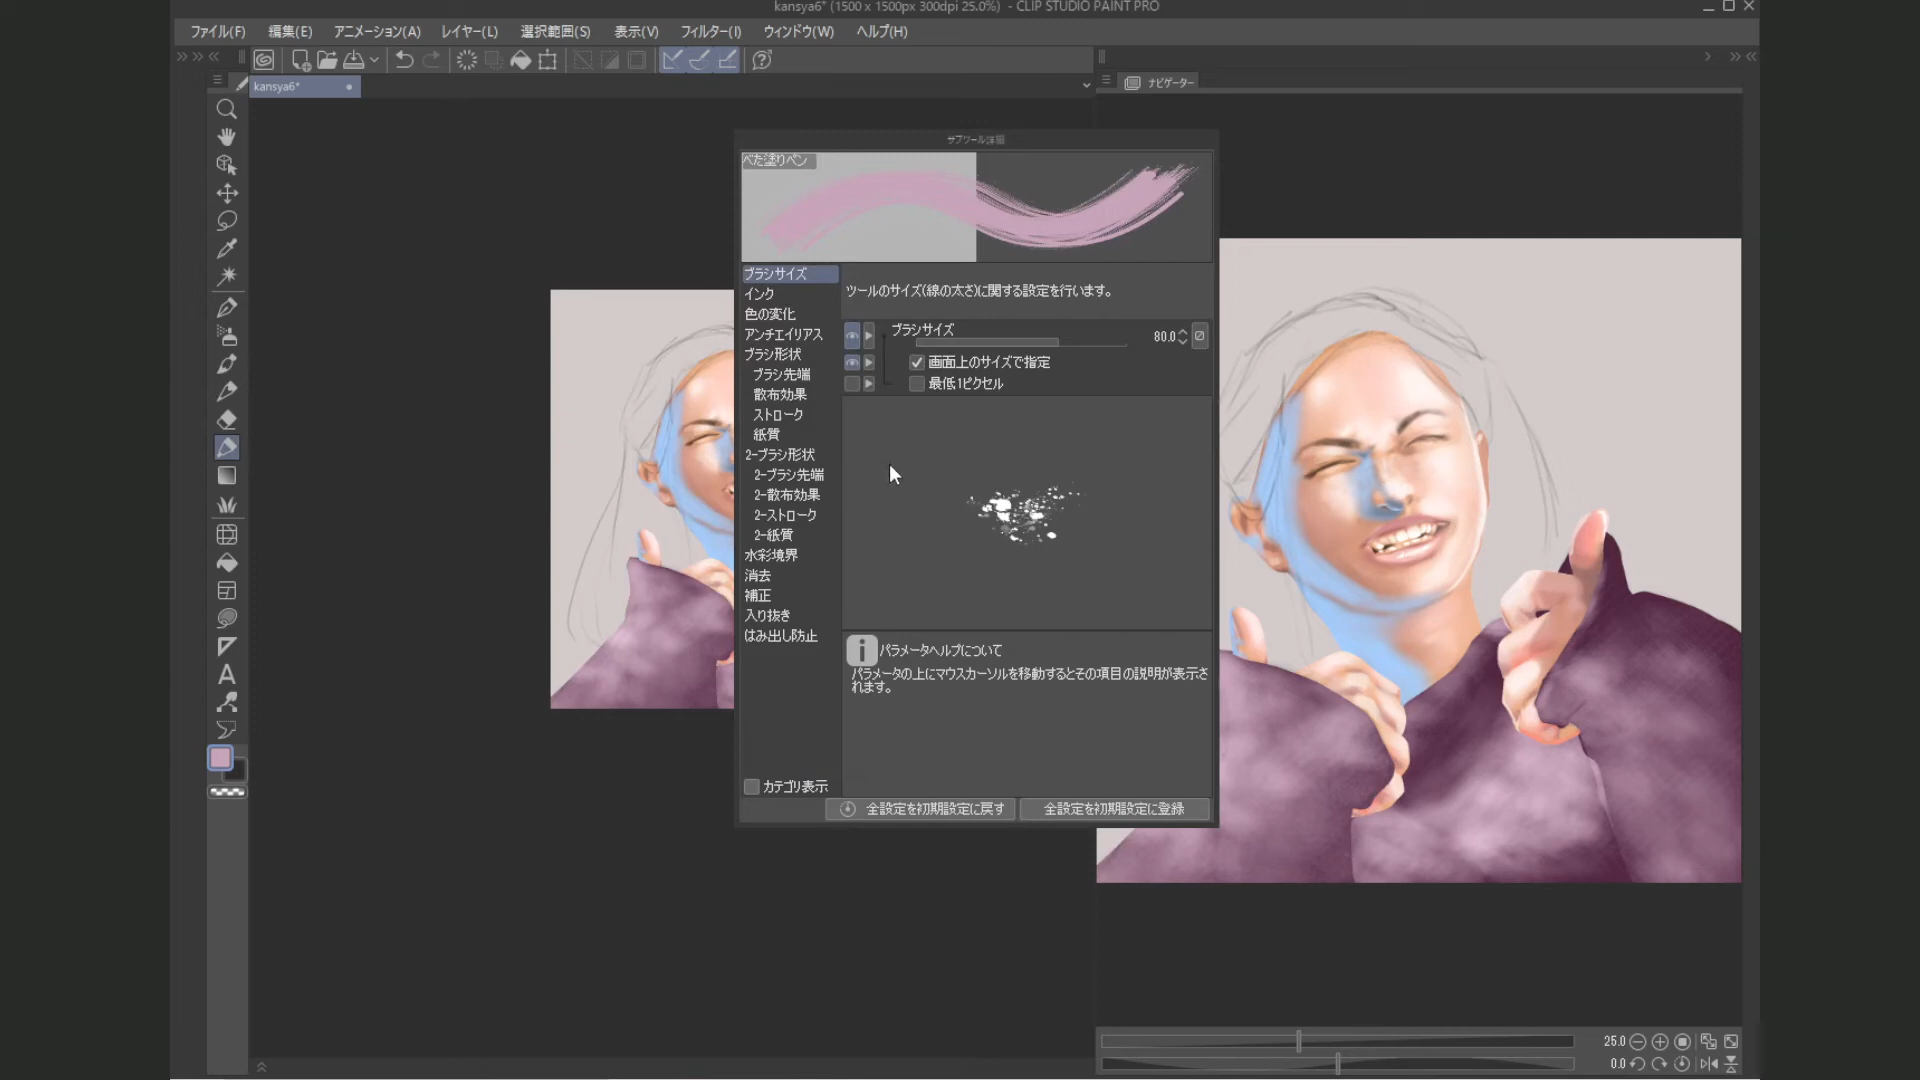 kansya6* (1500 x 1500px 300dpi 25.0%) - CLIP STUDIO PAINT PRO
ファイル(F) 編集(E) アニメーション(A) レイヤー(L) 選択範囲(S) 表示(V) フィルター(I) ウィンドウ(W) ヘルプ(H)
kansya6*
ナビゲーター
サブツール詳細
べた塗りペン
ブラシサイズ
インク
色の変化
アンチエイリアス
ブラシ形状
ブラシ先端
散布効果
ストローク
紙質
2-ブラシ形状
2-ブラシ先端
2-散布効果
2-ストローク
2-紙質
水彩境界
消去
補正
入り抜き
はみ出し防止
カテゴリ表示
ツールのサイズ(線の太さ)に関する設定を行います。
ブラシサイズ 80.0
画面上のサイズで指定
最低1ピクセル
パラメータヘルプについて
パラメータの上にマウスカーソルを移動するとその項目の説明が表示さ
れます。
全設定を初期設定に戻す 全設定を初期設定に登録
25.0
0.0